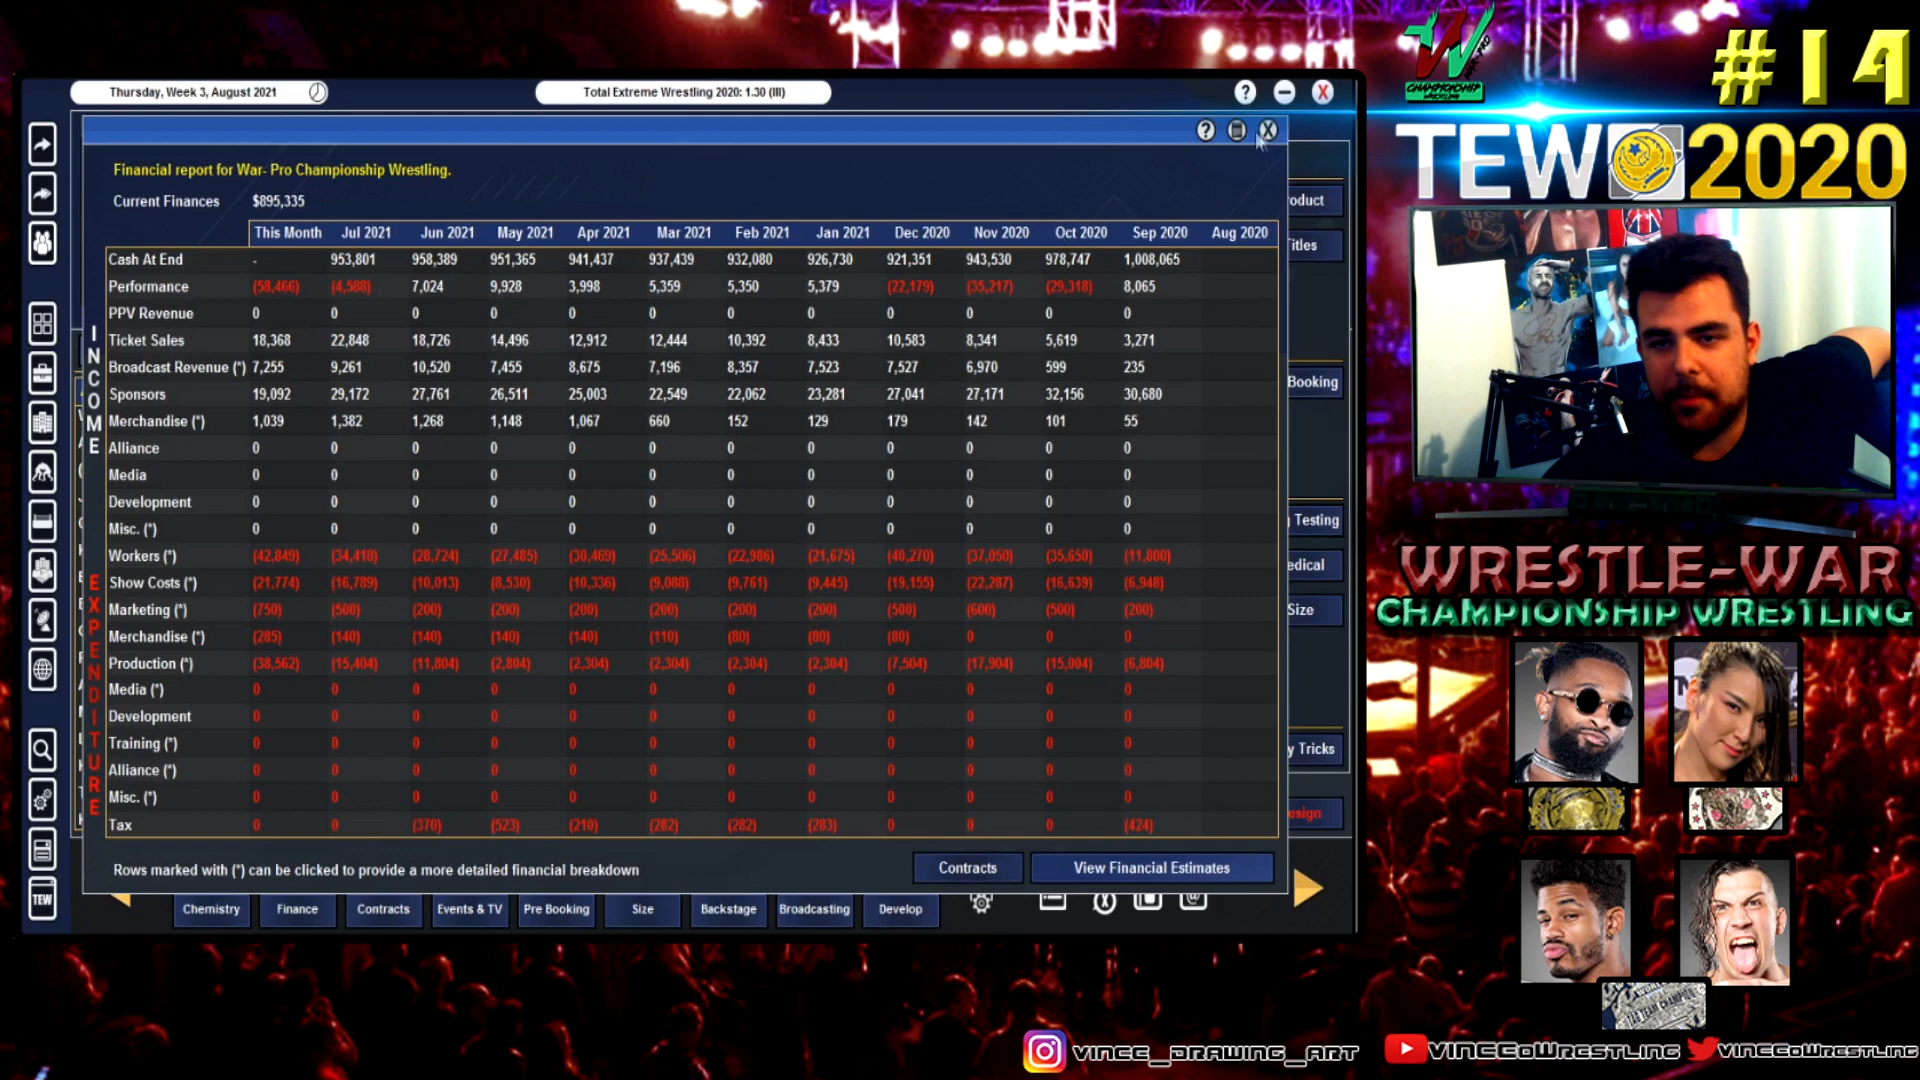 #14
Thursday, Week 3, August 2021
Total Extreme Wrestling 2020: 1.30 (III)
CHAMPIONSHIP
TEW 2020
Financial report for War- Pro Championship Wrestling.
Current Finances $895,335
This Month Jul 2021 Jun 2021 May 2021 Apr 2021 Mar 2021 Feb 2021 Jan 2021 Dec 2020 Nov 2020 Oct 2020 Sep 2020 Aug 2020
INCOME
Cash At End - 953,801 958,389 951,365 941,437 937,439 932,080 926,730 921,351 943,530 978,747 1,008,065
Performance (58,466) (4,588) 7,024 9,928 3,998 5,359 5,350 5,379 (22,179) (35,217) (29,318) 8,065
PPV Revenue 0 0 0 0 0 0 0 0 0 0 0 0
Ticket Sales 18,368 22,848 18,726 14,496 12,912 12,444 10,392 8,433 10,583 8,341 5,619 3,271
Broadcast Revenue (*) 7,255 9,261 10,520 7,455 8,675 7,196 8,357 7,523 7,527 6,970 599 235
Sponsors 19,092 29,172 27,761 26,511 25,003 22,549 22,062 23,281 27,041 27,171 32,156 30,680
Merchandise (*) 1,039 1,382 1,268 1,148 1,067 660 152 129 179 142 101 55
Alliance 0 0 0 0 0 0 0 0 0 0 0 0
Media 0 0 0 0 0 0 0 0 0 0 0 0
Development 0 0 0 0 0 0 0 0 0 0 0 0
Misc. (*) 0 0 0 0 0 0 0 0 0 0 0 0
EXPENDITURE
Workers (*) (42,849) (34,418) (28,724) (27,485) (30,469) (25,506) (22,986) (21,675) (40,270) (37,050) (35,650) (11,800)
Show Costs (*) (21,774) (16,789) (10,013) (8,530) (10,336) (9,088) (9,761) (9,445) (19,155) (22,287) (16,639) (6,948)
Marketing (*) (750) (500) (200) (200) (200) (200) (200) (200) (500) (600) (500) (200)
Merchandise (*) (285) (140) (140) (140) (140) (110) (80) (80) (80) 0 0 0
Production (*) (38,562) (15,404) (11,804) (2,804) (2,304) (2,304) (2,304) (2,304) (7,504) (17,904) (15,004) (6,804)
Media (*) 0 0 0 0 0 0 0 0 0 0 0 0
Development 0 0 0 0 0 0 0 0 0 0 0 0
Training (*) 0 0 0 0 0 0 0 0 0 0 0 0
Alliance (*) 0 0 0 0 0 0 0 0 0 0 0 0
Misc. (*) 0 0 0 0 0 0 0 0 0 0 0 0
Tax 0 0 (370) (523) (210) (282) (282) (283) 0 0 0 (424)
Rows marked with (*) can be clicked to provide a more detailed financial breakdown
Contracts
View Financial Estimates
oduct
Titles
Booking
Testing
edical
Size
y Tricks
esign
TEW
Chemistry Finance Contracts Events & TV Pre Booking Size Backstage Broadcasting Develop
WRESTLE-WAR
CHAMPIONSHIP WRESTLING
VINCE_DRAWING_ART
VINCEOWRESTLING
VINCEOWRESTLING